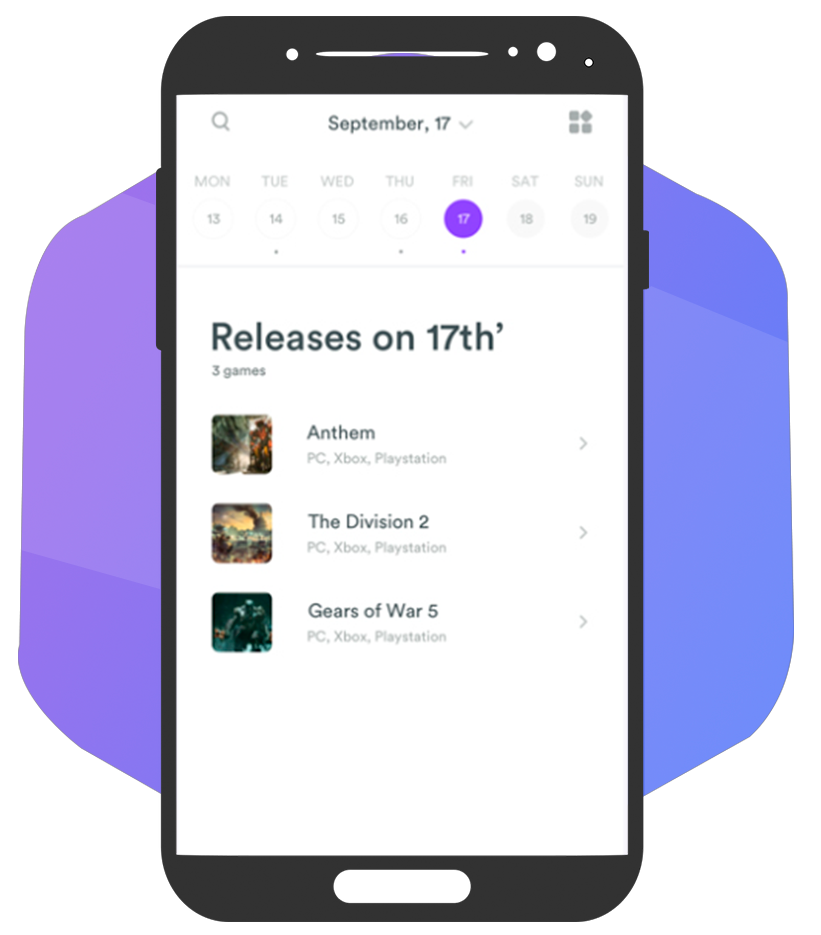 September, 17
MON TUE WED THU FRI SAT SUN
13 14 15 16 17 18 19
Releases on 17th’
3 games
Anthem
PC, Xbox, Playstation
The Division 2
PC, Xbox, Playstation
Gears of War 5
PC, Xbox, Playstation